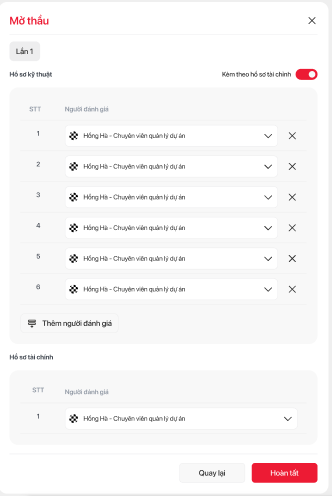 Mở thầu
Lần 1
Hồ sơ kỹ thuật
Kèm theo hồ sơ tài chính
STT Người đánh giá
1 Hồng Hà - Chuyên viên quản lý dự án
2 Hồng Hà - Chuyên viên quản lý dự án
3 Hồng Hà - Chuyên viên quản lý dự án
4 Hồng Hà - Chuyên viên quản lý dự án
5 Hồng Hà - Chuyên viên quản lý dự án
6 Hồng Hà - Chuyên viên quản lý dự án
Thêm người đánh giá
Hồ sơ tài chính
STT Người đánh giá
1 Hồng Hà - Chuyên viên quản lý dự án
Quay lại Hoàn tất